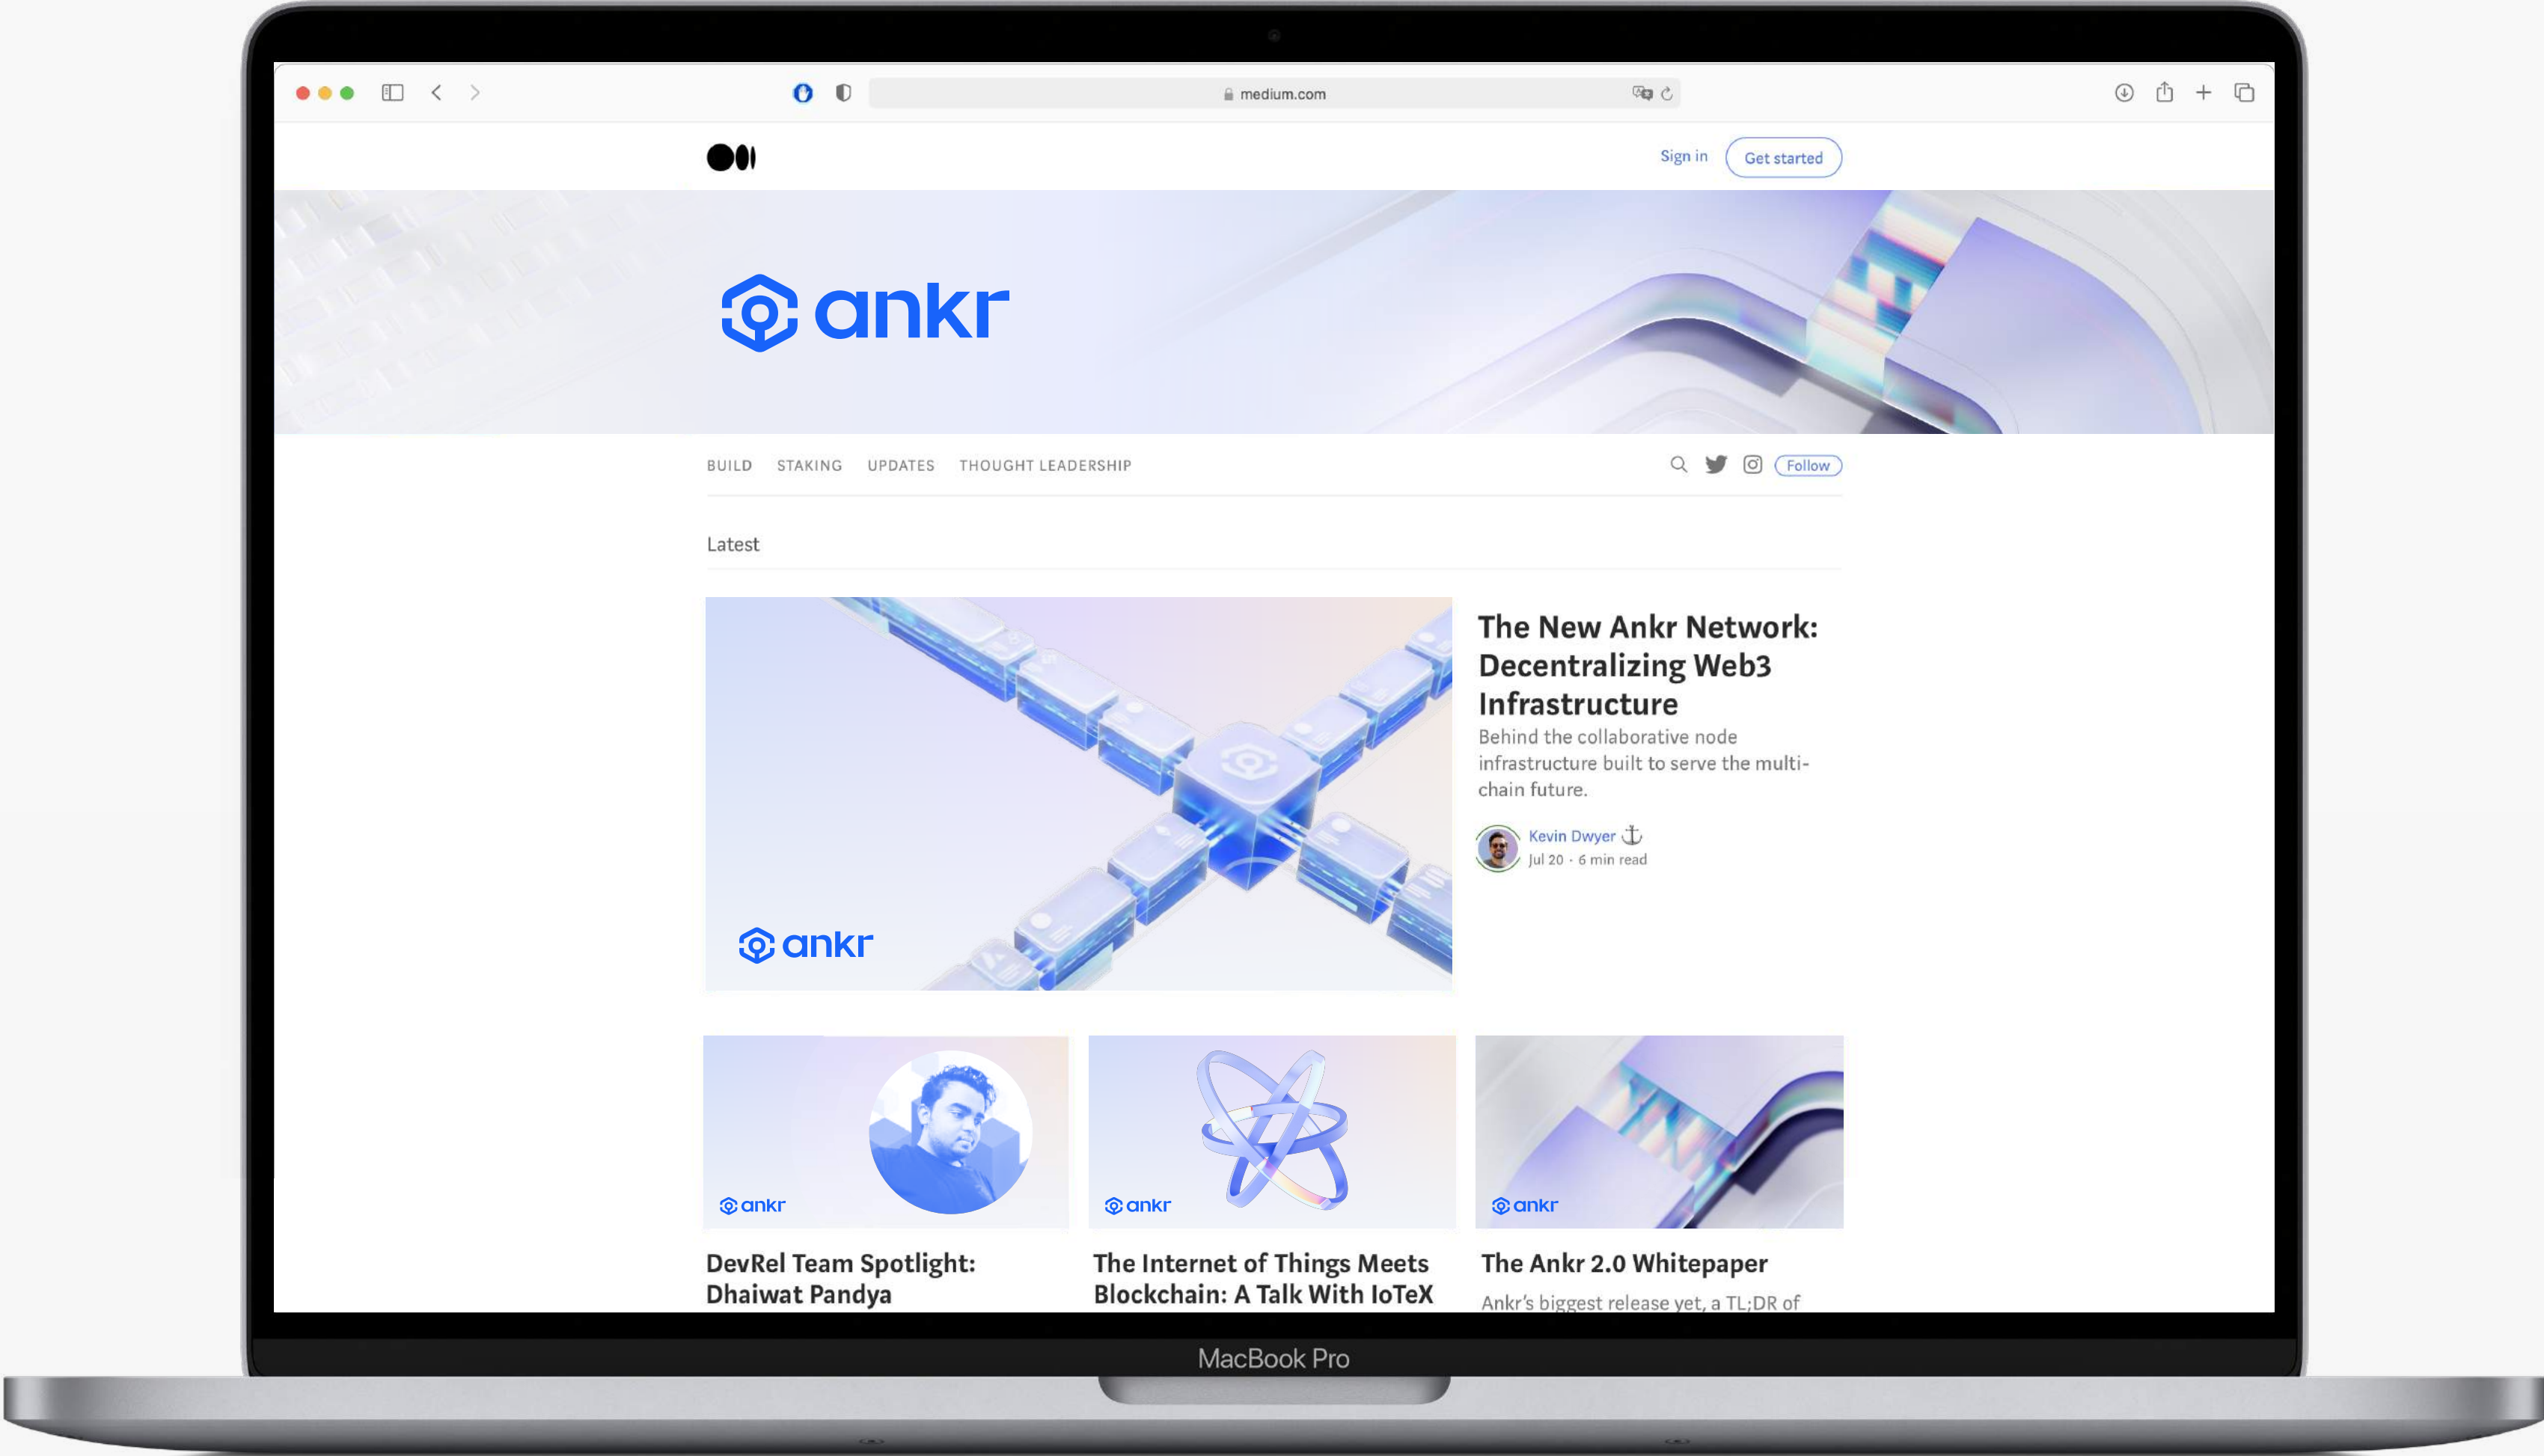 medium.com
Sign in
Get started
ankr
BUILD STAKING UPDATES THOUGHT LEADERSHIP
Follow
Latest
The New Ankr Network:
Decentralizing Web3
Infrastructure
Behind the collaborative node
infrastructure built to serve the multi-
chain future.
Kevin Dwyer
Jul 20 · 6 min read
ankr
ankr
ankr
ankr
DevRel Team Spotlight:
Dhaiwat Pandya
The Internet of Things Meets
Blockchain: A Talk With IoTeX
The Ankr 2.0 Whitepaper
Ankr's biggest release yet, a TL;DR of
MacBook Pro